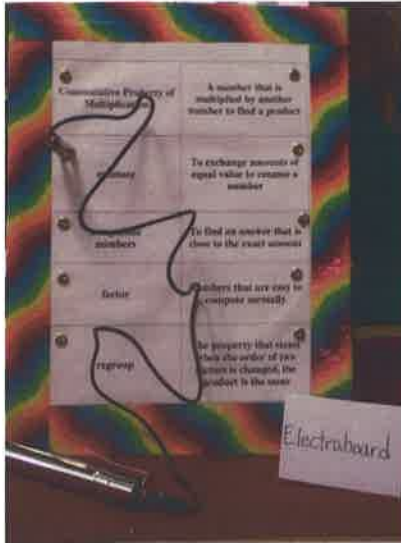 Commutative Property of
Multiplication
A number that is
multiplied by another
number to find a product
To exchange amounts of
equal value to rename a
number
numbers
To find an answer that is
close to the exact amount
factor
numbers that are easy to
compute mentally
regroup
The property that states
when the order of two
factors is changed, the
product is the same
Electraboard